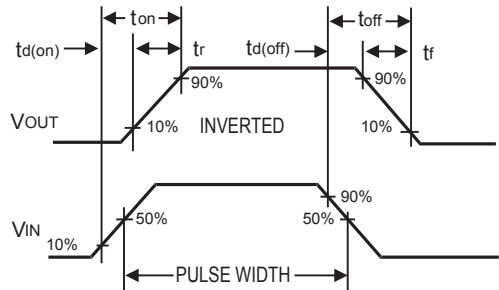 ton toff
td(on) tr td(off) tf
90% 90%
VOUT 10% INVERTED 10%
90%
50% 50%
VIN
10%
PULSE WIDTH